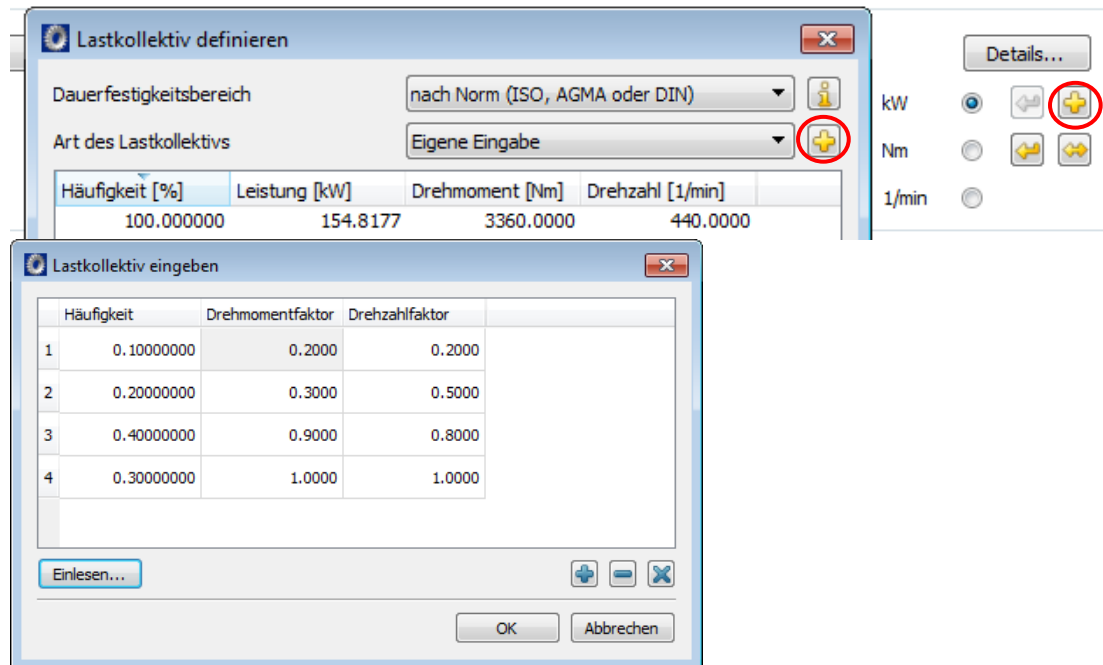 Lastkollektiv definieren
Dauerfestigkeitsbereich nach Norm (ISO, AGMA oder DIN)
Art des Lastkollektivs Eigene Eingabe
Häufigkeit [%] Leistung [kW] Drehmoment [Nm] Drehzahl [1/min]
100.000000 154.8177 3360.0000 440.0000
Details...
kW
Nm
1/min
Lastkollektiv eingeben
Häufigkeit Drehmomentfaktor Drehzahlfaktor
1 0.10000000 0.2000 0.2000
2 0.20000000 0.3000 0.5000
3 0.40000000 0.9000 0.8000
4 0.30000000 1.0000 1.0000
Einlesen...
OK Abbrechen